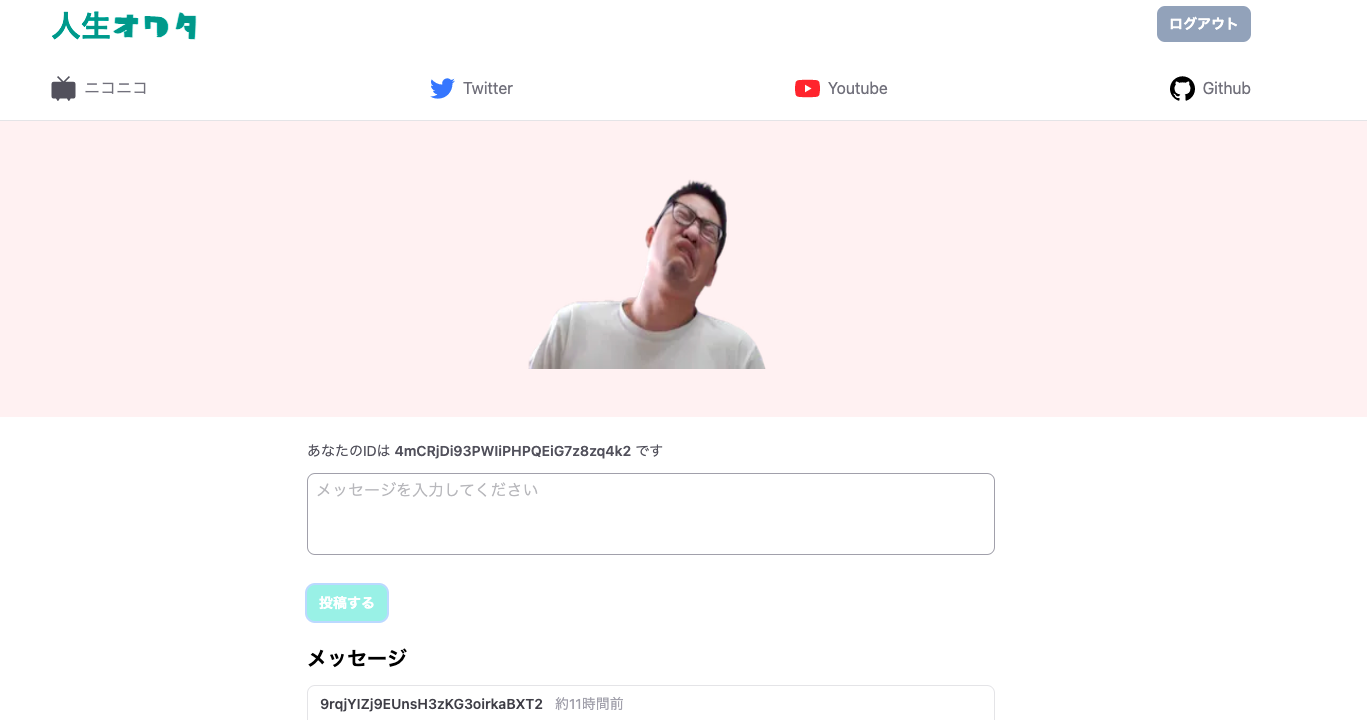 人生オワタ
ログアウト
ニコニコ
Twitter
Youtube
Github
あなたのIDは 4mCRjDi93PWIiPHPQEiG7z8zq4k2 です
メッセージを入力してください
投稿する
メッセージ
9rqjYIZj9EUnsH3zKG3oirkaBXT2 約11時間前